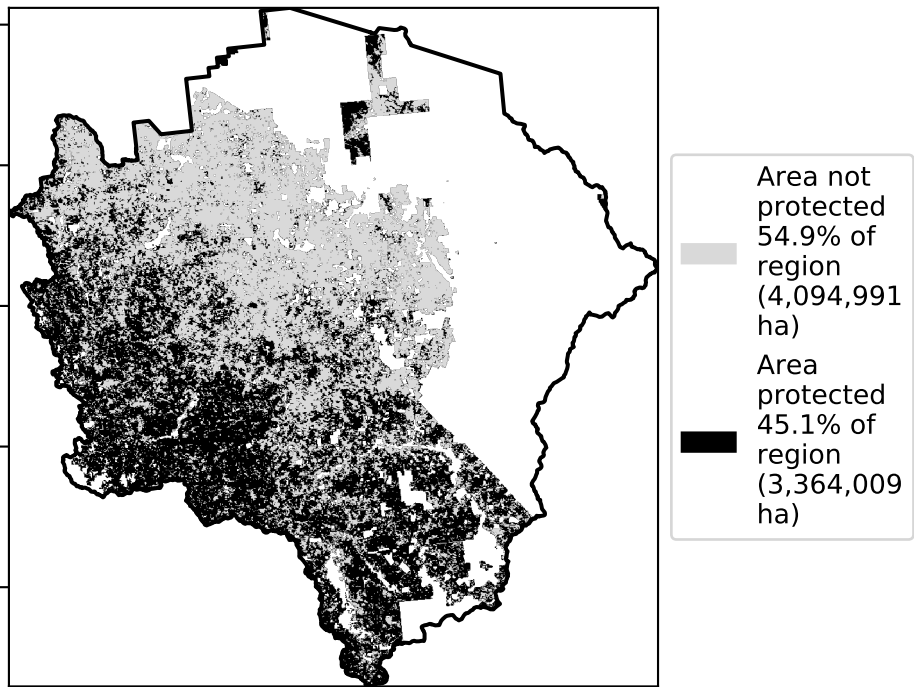 Area not
protected
54.9% of
region
(4,094,991
ha)
Area
protected
45.1% of
region
(3,364,009
ha)